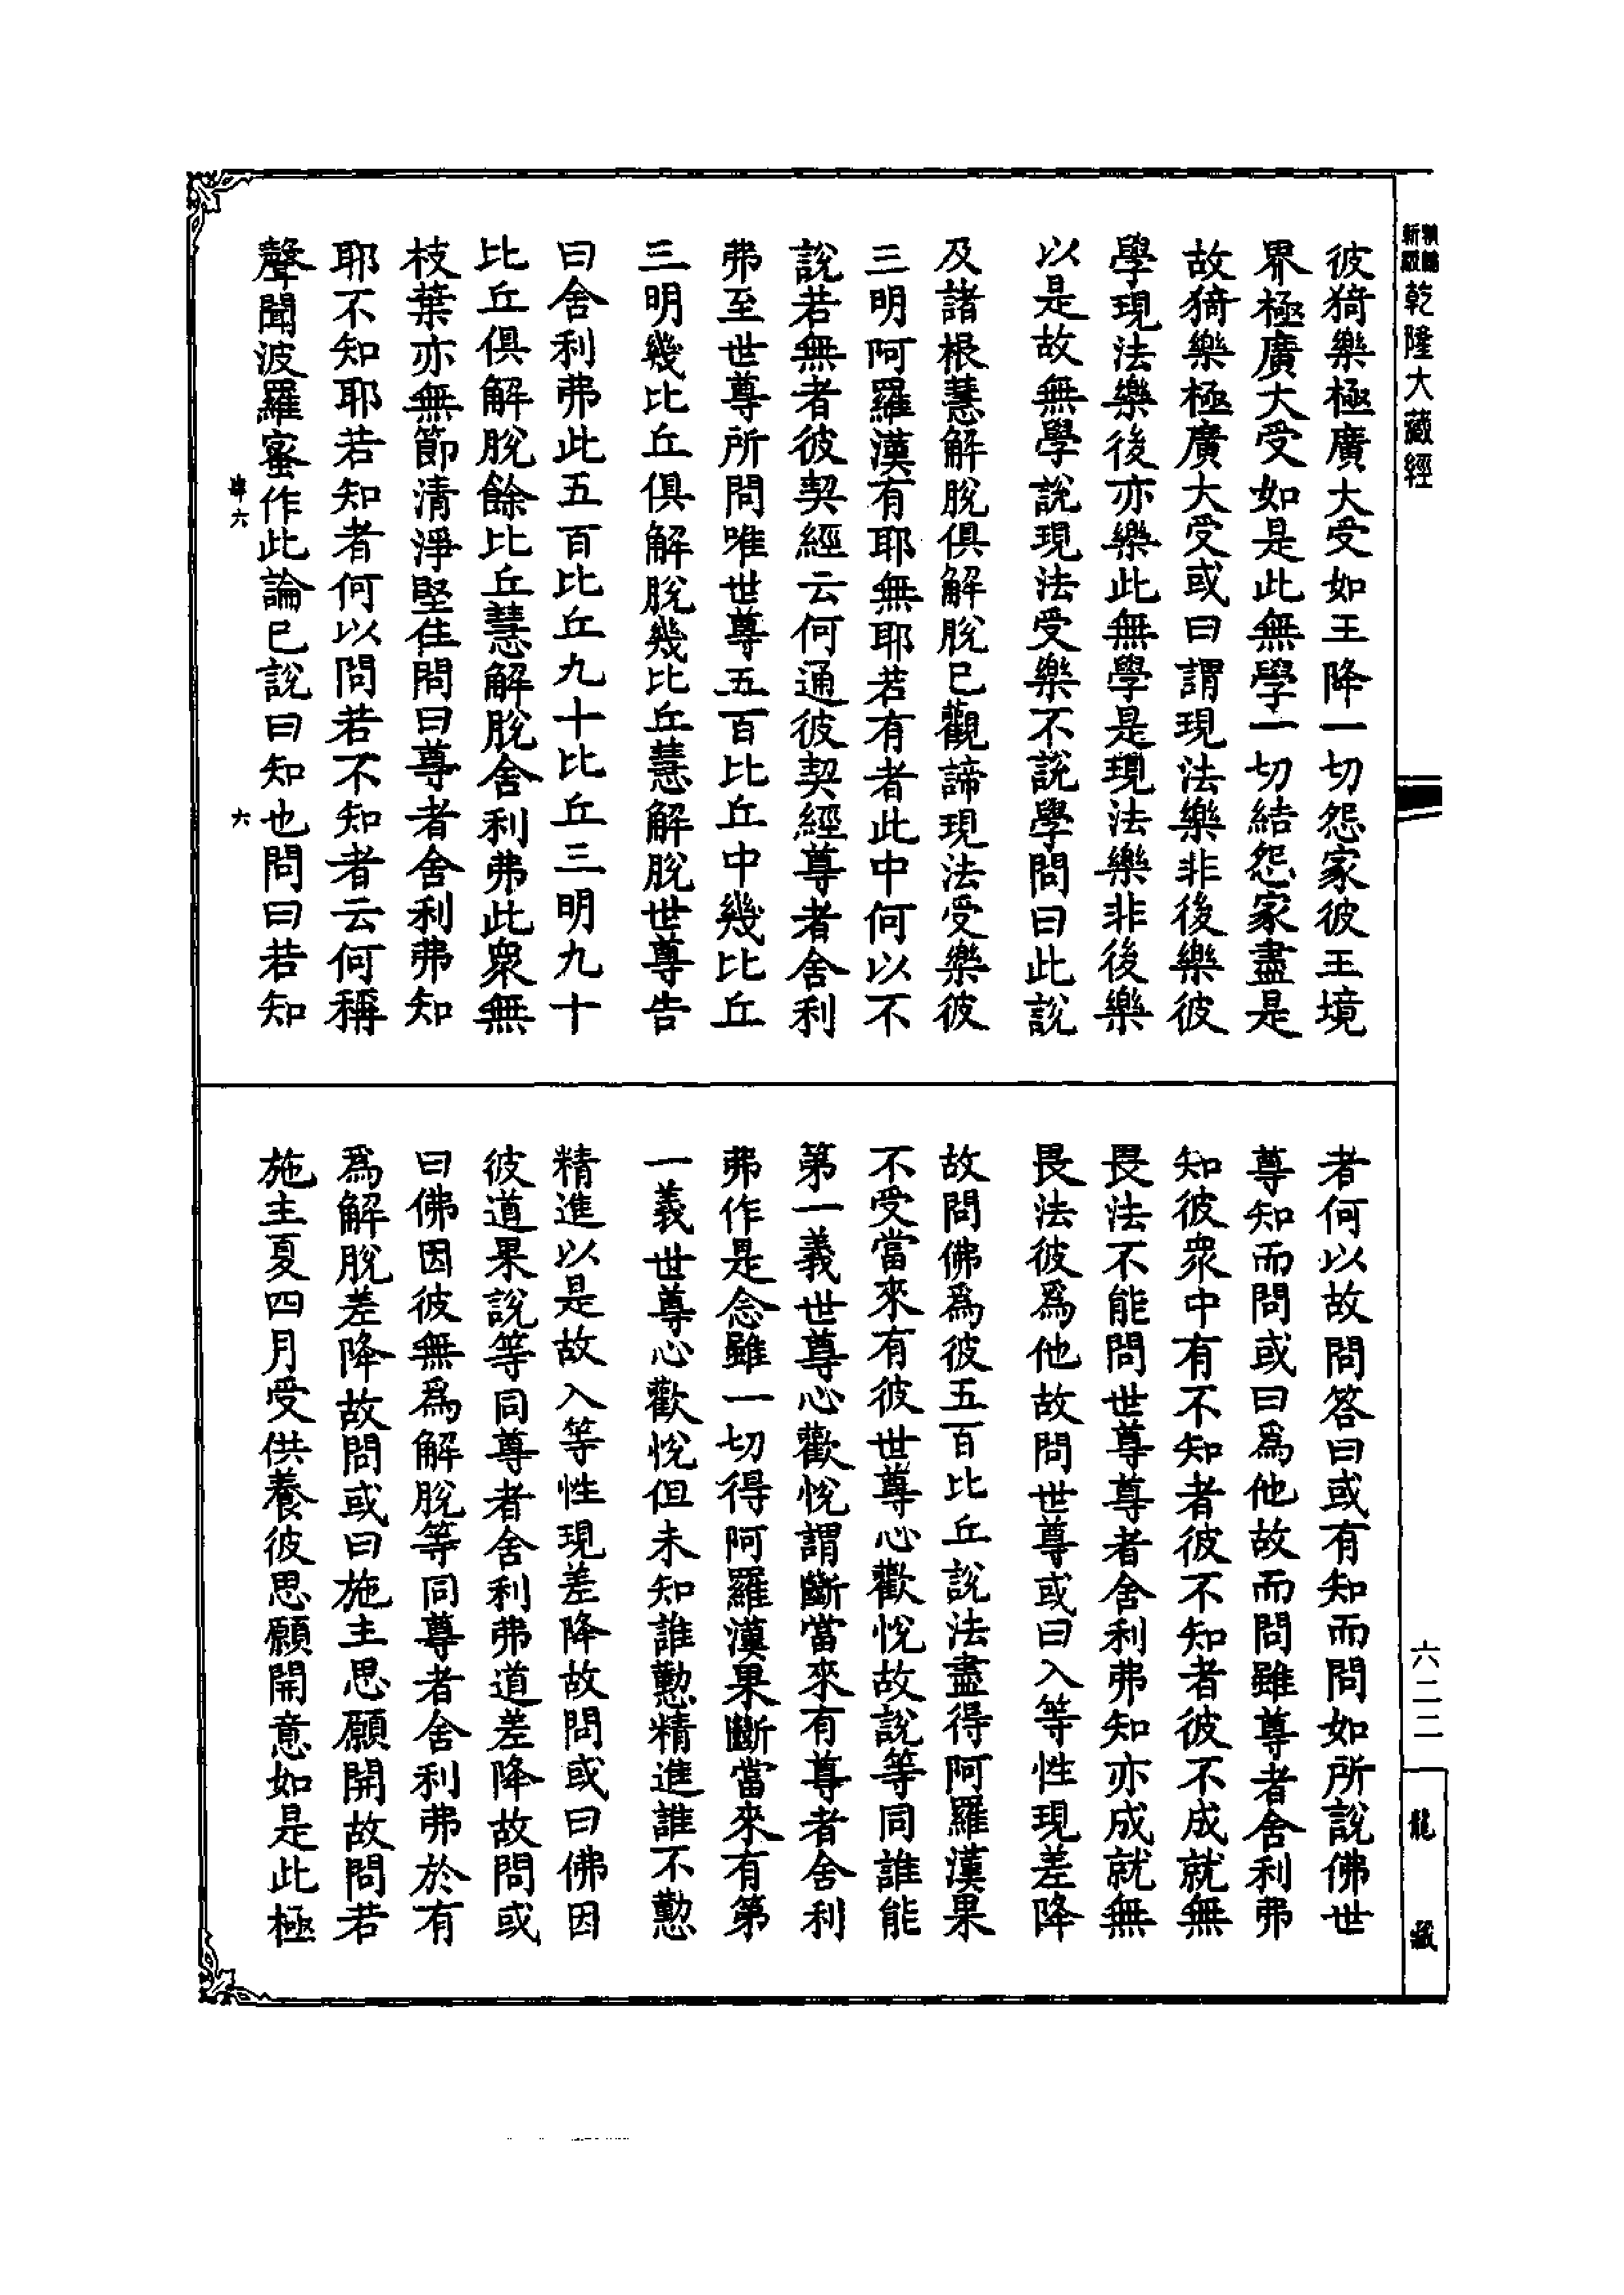 乾隆大藏經
彼猗樂極廣大受如王降一切怨家彼王境
界極廣大受如是此無學一切結怨家盡是
故猗樂極廣大受或曰謂現法樂非後樂彼
學現法樂後亦樂此無學是現法樂非後樂
以是故無學說現法受樂不說學問曰此說
及諸根慧解脫俱解脫已觀諦現法受樂彼
三明阿羅漢有耶無耶若有者此中何以不
說若無者彼契經云何通彼契經尊者舍利
弗至世尊所問唯世尊五百比丘中幾比丘
三明幾比丘俱解脫幾比丘慧解脫世尊告
曰舍利弗此五百比丘九十比丘三明九十
比丘俱解脫餘比丘慧解脫舍利弗此眾無
枝葉亦無節清淨堅住問曰尊者舍利弗知
耶不知耶若知者何以問若不知者云何稱
聲聞波羅蜜作此論已說曰知也問曰若知
六
六
者何以故問答曰或有知而問如所說佛世
尊知而問或曰為他故而問雖尊者舍利弗
知彼眾中有不知者彼不知者彼不成就無
畏法不能問世尊尊者舍利弗知亦成就無
畏法彼為他故問世尊或曰入等性現差降
故問佛為彼五百比丘說法盡得阿羅漢果
不受當來有彼世尊心歡悅故說等同誰能
第一義世尊心歡悅謂斷當來有尊者舍利
弗作是念雖一切得阿羅漢果斷當來有第
一義世尊心歡悅但未知誰懃精進誰不懃
精進以是故入等性現差降故問或曰佛因
彼道果說等同尊者舍利弗道差降故問或
曰佛因彼無為解脫等同尊者舍利弗於有
為解脫差降故問或曰施主思願開故問若
施主夏四月受供養彼思願開意如是此極
六二二
龍藏